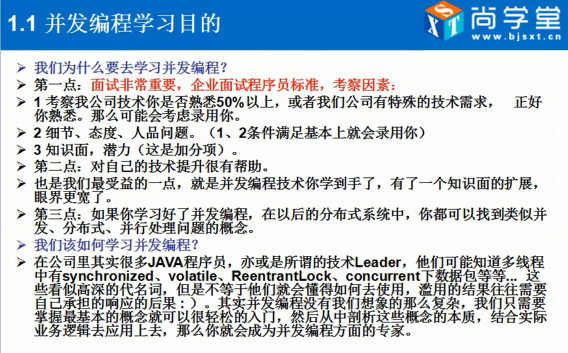 1.1 并发编程学习目的
SXT 尚学堂
www.bjsxt.com
我们为什么要去学习并发编程？
第一点：面试非常重要，企业面试程序员标准，考察因素：
1 考察我公司技术你是否熟悉50%以上，或者我们公司有特殊的技术需求， 正好
你熟悉。那么可能会考虑录用你。
2 细节、态度、人品问题。（1、2条件满足基本上就会录用你）
3 知识面，潜力（这是加分项）。
第二点：对自己的技术提升很有帮助。
也是我们最受益的一点，就是并发编程技术你学到手了，有了一个知识面的扩展，
眼界更宽了。
第三点：如果你学习好了并发编程，在以后的分布式系统中，你都可以找到类似并
发、分布式、并行处理问题的概念。
我们该如何学习并发编程？
在公司里其实很多JAVA程序员，亦或是所谓的技术Leader，他们可能知道多线程
中有synchronized、volatile、ReentrantLock、concurrent下数据包等等... 这
些看似高深的代名词，但是不等于他们就会懂得如何去使用，滥用的结果往往需要
自己承担的响应的后果：）。其实并发编程没有我们想象的那么复杂，我们只需要
掌握最基本的概念就可以很轻松的入门，然后从中剖析这些概念的本质，结合实际
业务逻辑去应用上去，那么你就会成为并发编程方面的专家。